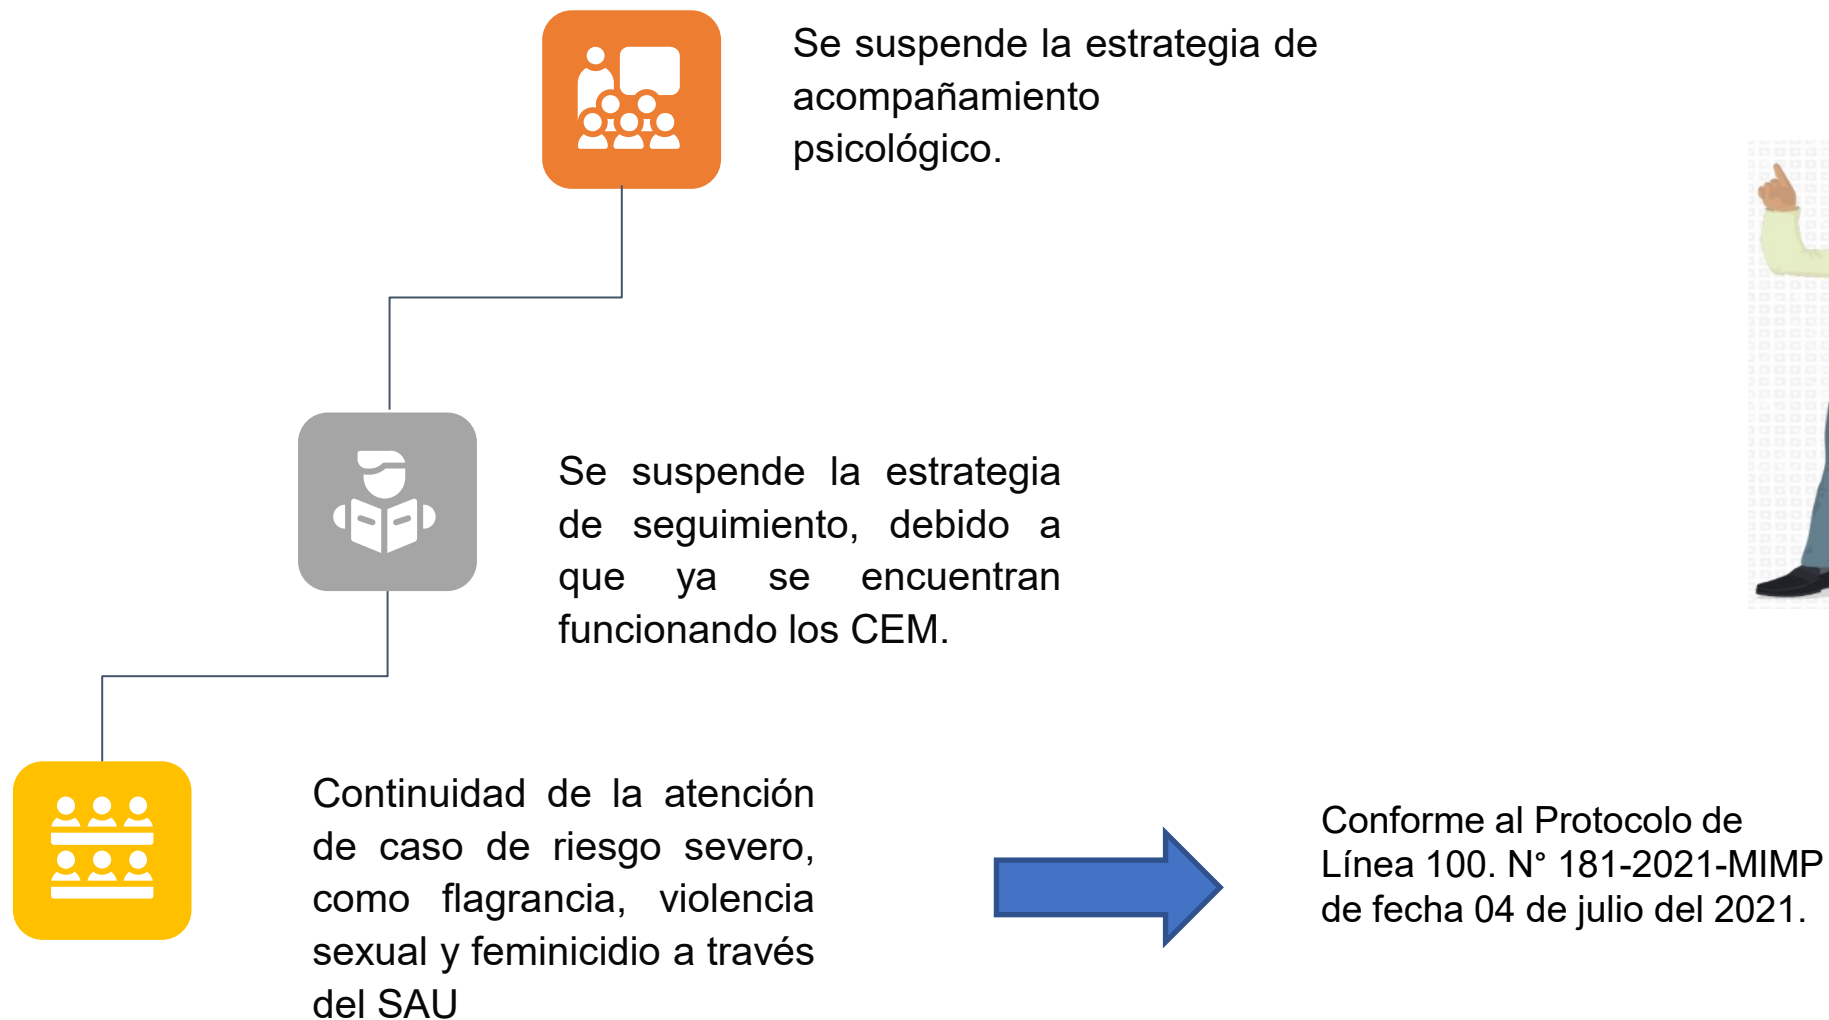 Se suspende la estrategia de
acompañamiento
psicológico.
Se suspende la estrategia
de seguimiento, debido a
que ya se encuentran
funcionando los CEM.
Continuidad de la atención
de caso de riesgo severo,
como flagrancia, violencia
sexual y feminicidio a través
del SAU
Conforme al Protocolo de
Línea 100. N° 181-2021-MIMP
de fecha 04 de julio del 2021.